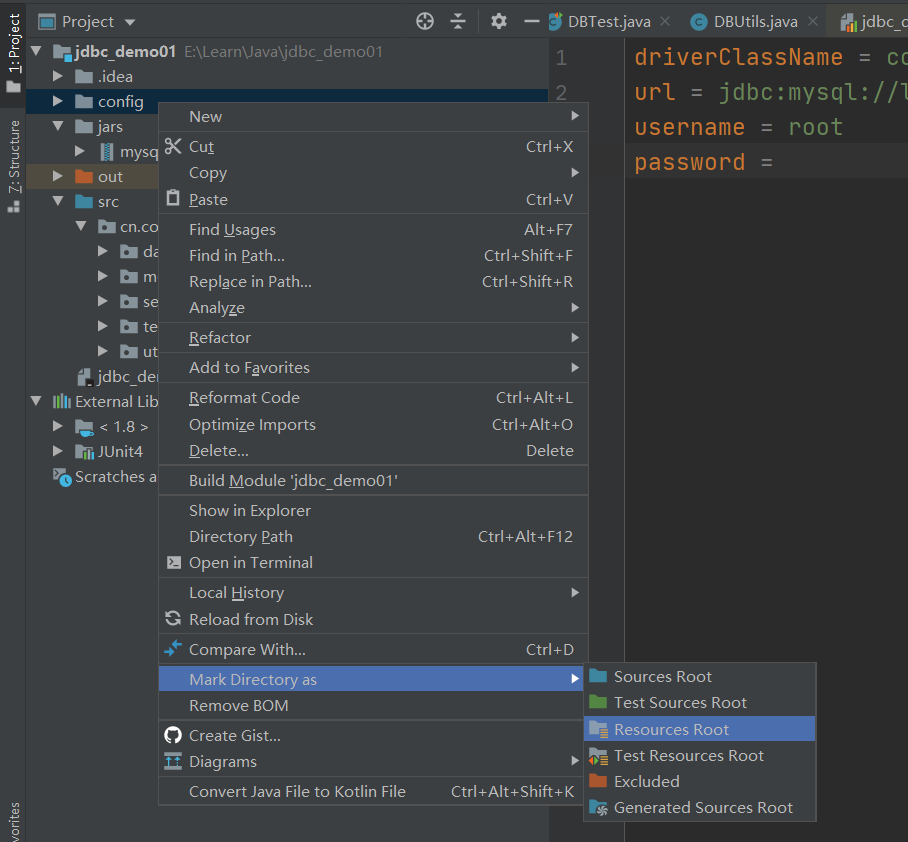 1: Project
7: Structure
Project
DBTest.java
DBUtils.java
jdbc_
jdbc_demo01 E:\Learn\Java\jdbc_demo01
.idea
config
jars
mysq
out
src
cn.co
da
m
se
te
ut
jdbc_de
External Lib
< 1.8 >
JUnit4
Scratches a
1 driverClassName = co
2 url = jdbc:mysql://l
username = root
password =
New
Cut Ctrl+X
Copy
Paste Ctrl+V
Find Usages Alt+F7
Find in Path... Ctrl+Shift+F
Replace in Path... Ctrl+Shift+R
Analyze
Refactor
Add to Favorites
Reformat Code Ctrl+Alt+L
Optimize Imports Ctrl+Alt+O
Delete... Delete
Build Module 'jdbc_demo01'
Show in Explorer
Directory Path Ctrl+Alt+F12
Open in Terminal
Local History
Reload from Disk
Compare With... Ctrl+D
Mark Directory as
Remove BOM
Create Gist...
Diagrams
Convert Java File to Kotlin File Ctrl+Alt+Shift+K
Sources Root
Test Sources Root
Resources Root
Test Resources Root
Excluded
Generated Sources Root
vorites